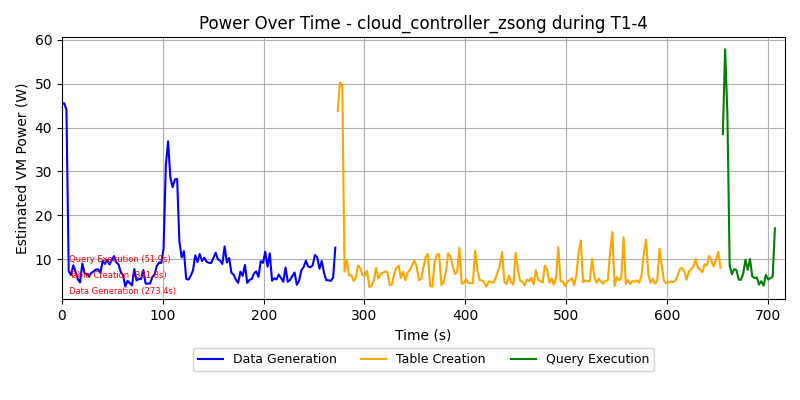 Power Over Time - cloud_controller_zsong during T1-4
Estimated VM Power (W)
60
50
40
30
20
10
Query Execution (51.9s)
Data Generation (273.4s)
0
100
200
300
400
500
600
700
Time (s)
Data Generation
Table Creation
Query Execution